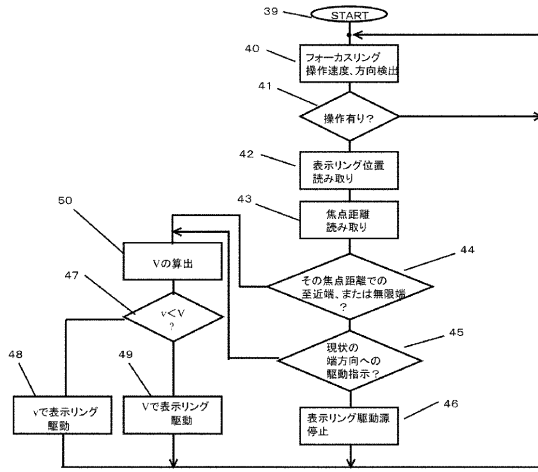 39
START
40
フォーカスリング
操作速度、方向検出
41
操作有り?
42
表示リング位置
読み取り
43
焦点距離
読み取り
44
その焦点距離での
至近端、または無限端
?
45
現状の
端方向への
駆動指示?
46
表示リング駆動源
停止
50
Vの算出
47
v<V
?
48
vで表示リング
駆動
49
Vで表示リング
駆動